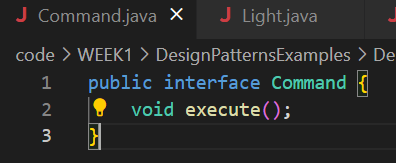 J Command.java X J Light.java
code > WEEK1 > DesignPatternsExamples > De
1 public interface Command {
2 void execute();
3 }